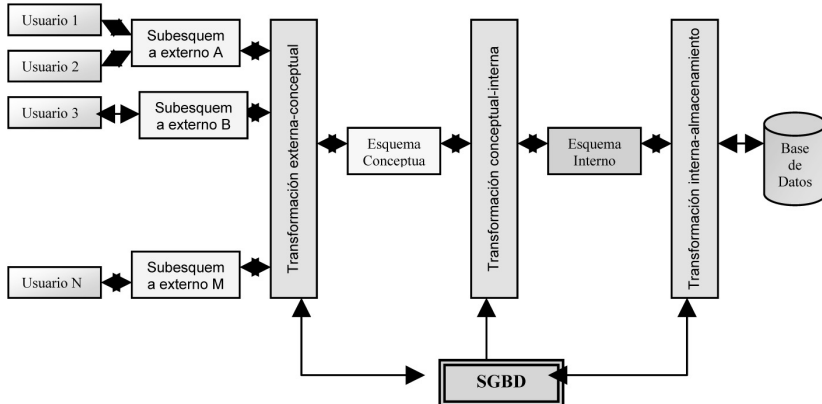 Usuario 1
Usuario 2
Subesquem
a externo A
Usuario 3
Subesquem
a externo B
Usuario N
Subesquem
a externo M
Transformación externa-conceptual
Esquema
Conceptua
Transformación conceptual-interna
Esquema
Interno
Transformación interna-almacenamiento
Base
de
Datos
SGBD